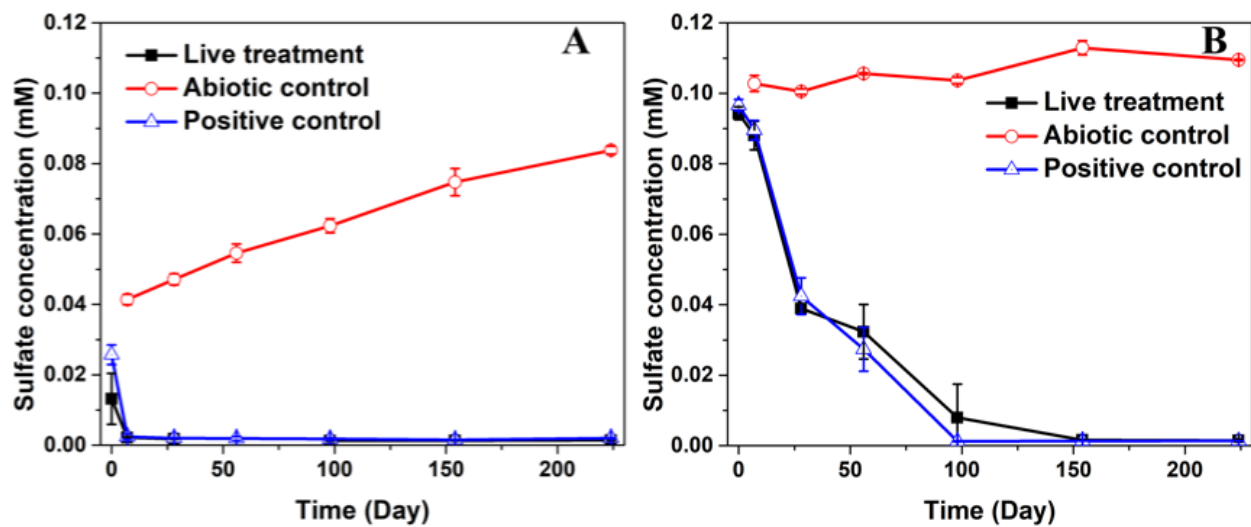 A
Live treatment
Abiotic control
Positive control
0.12
0.10
0.08
0.06
0.04
0.02
0.00
Sulfate concentration (mM)
0 50 100 150 200
Time (Day)
B
Live treatment
Abiotic control
Positive control
0.12
0.10
0.08
0.06
0.04
0.02
0.00
Sulfate concentration (mM)
0 50 100 150 200
Time (Day)